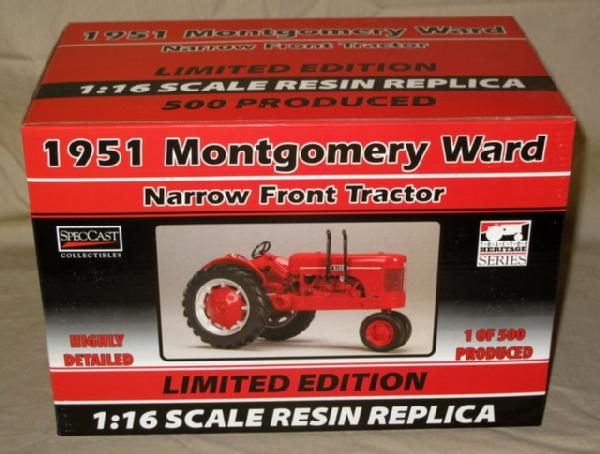 1951 Montgomery Ward
Narrow Front Tractor
LIMITED EDITION
1:16 SCALE RESIN REPLICA
500 PRODUCED
1951 Montgomery Ward
Narrow Front Tractor
SPECCAST
COLLECTIBLES
HERITAGE
SERIES
HIGHLY
DETAILED
1 OF 500
PRODUCED
LIMITED EDITION
1:16 SCALE RESIN REPLICA